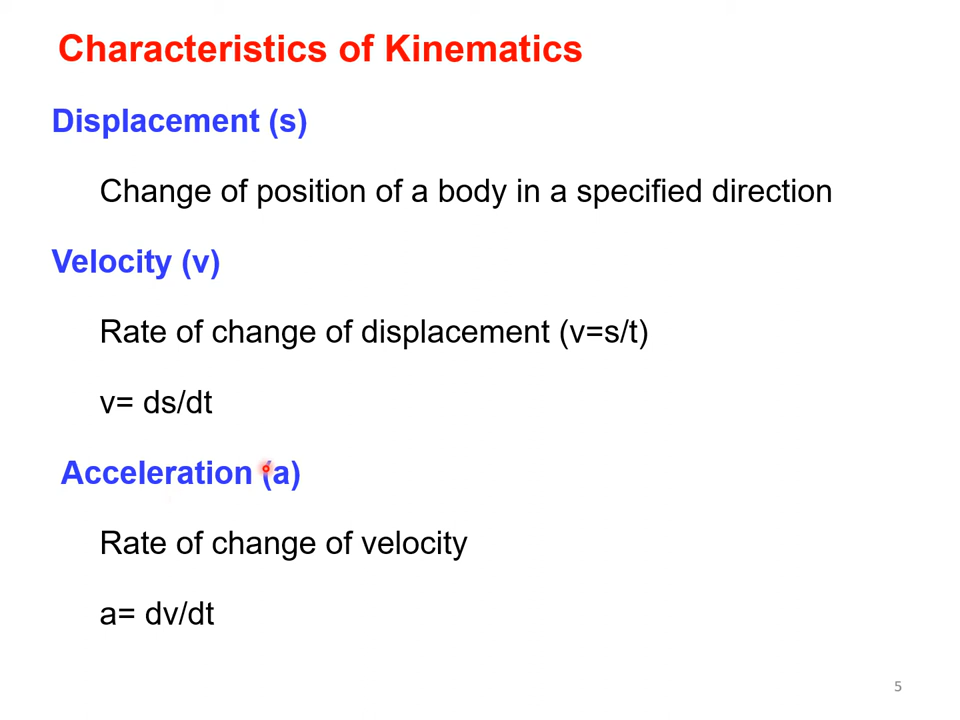 Characteristics of Kinematics
Displacement (s)
Change of position of a body in a specified direction
Velocity (v)
Rate of change of displacement (v=s/t)
v= ds/dt
Acceleration (a)
Rate of change of velocity
a= dv/dt
5